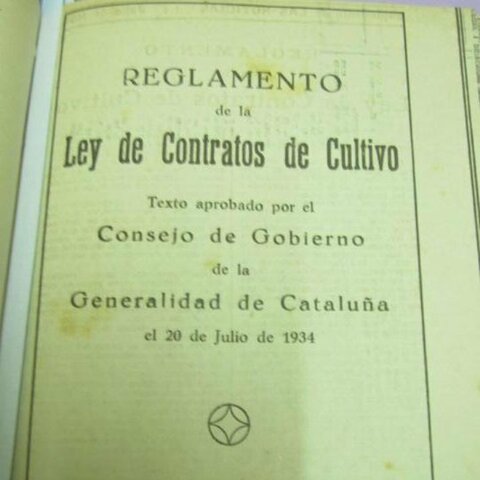 REGLAMENTO
de la
Ley de Contratos de Cultivo
Texto aprobado por el
Consejo de Gobierno
de la
Generalidad de Cataluña
el 20 de Julio de 1934